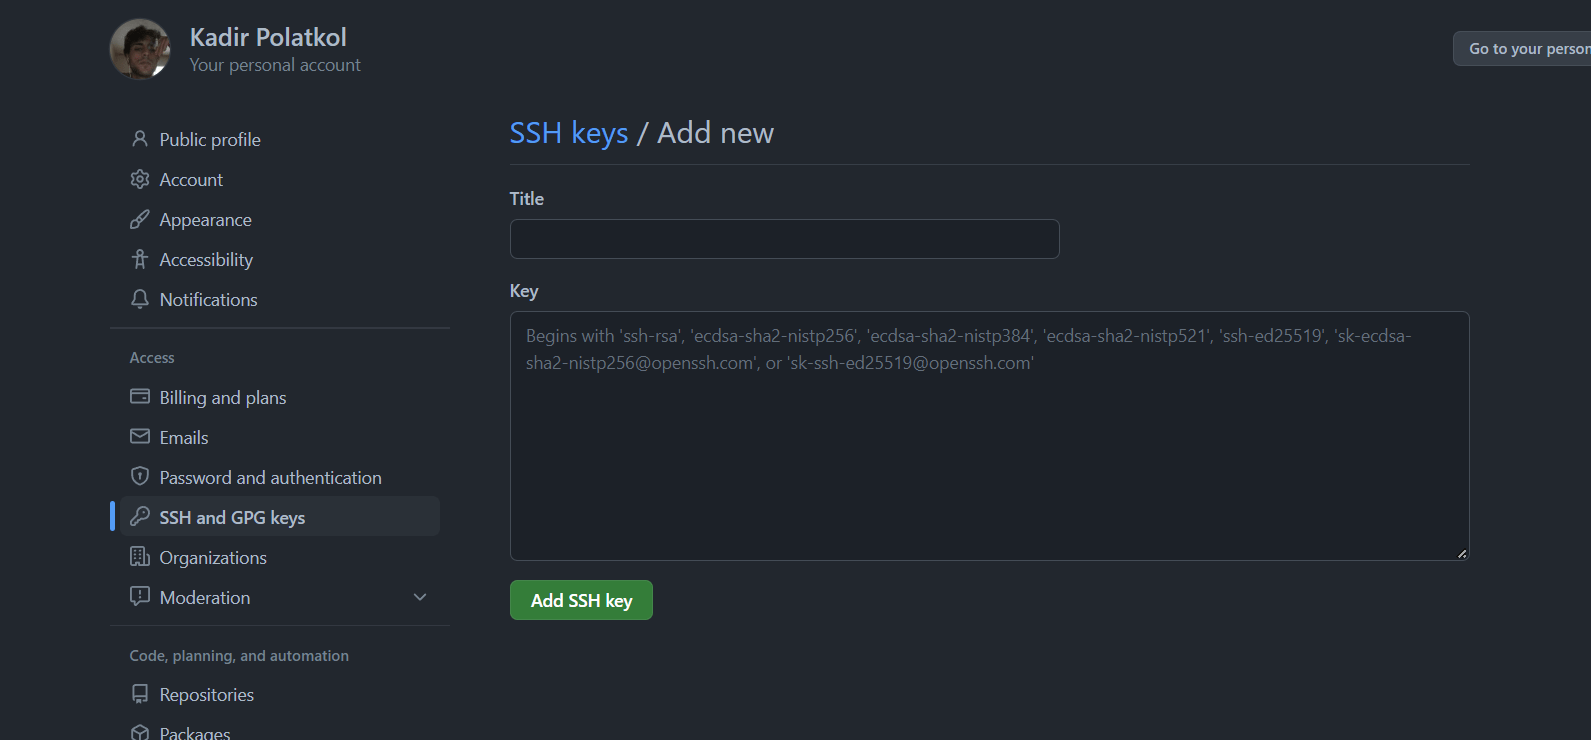 Kadir Polatkol
Your personal account
Go to your person
Public profile
Account
Appearance
Accessibility
Notifications
Access
Billing and plans
Emails
Password and authentication
SSH and GPG keys
Organizations
Moderation
Code, planning, and automation
Repositories
Packages
SSH keys / Add new
Title
Key
Begins with 'ssh-rsa', 'ecdsa-sha2-nistp256', 'ecdsa-sha2-nistp384', 'ecdsa-sha2-nistp521', 'ssh-ed25519', 'sk-ecdsa-
sha2-nistp256@openssh.com', or 'sk-ssh-ed25519@openssh.com'
Add SSH key